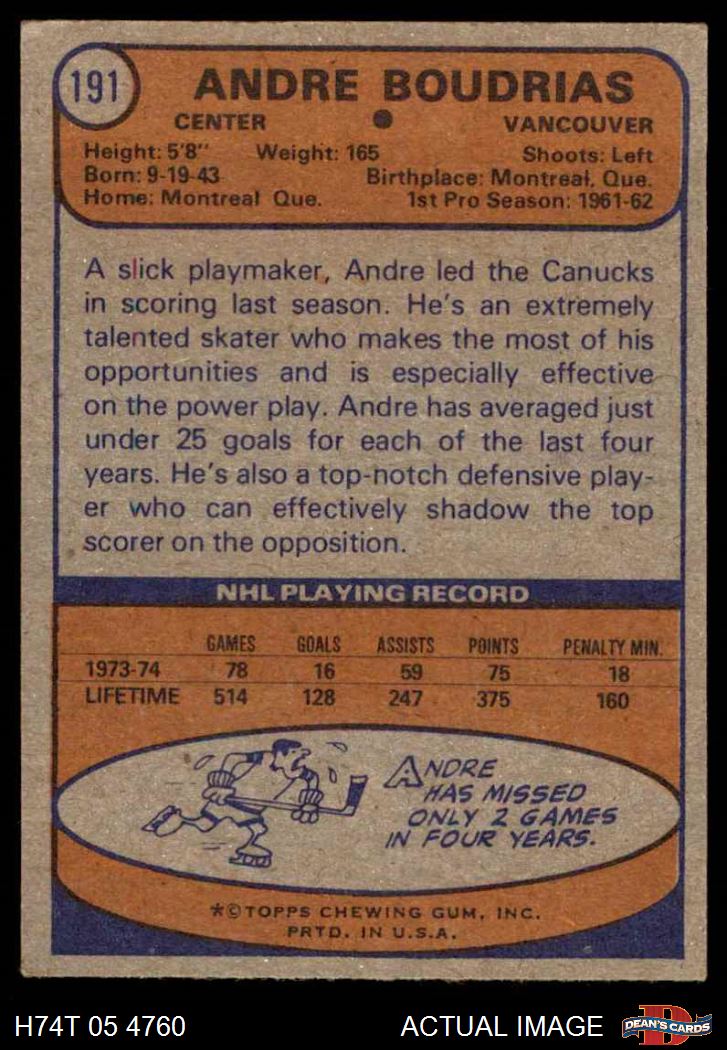 191
ANDRE BOUDRIAS
CENTER • VANCOUVER
Height: 5'8" Weight: 165 Shoots: Left
Born: 9-19-43 Birthplace: Montreal, Que.
Home: Montreal Que. 1st Pro Season: 1961-62
A slick playmaker, Andre led the Canucks
in scoring last season. He's an extremely
talented skater who makes the most of his
opportunities and is especially effective
on the power play. Andre has averaged just
under 25 goals for each of the last four
years. He's also a top-notch defensive play-
er who can effectively shadow the top
scorer on the opposition.
NHL PLAYING RECORD
GAMES GOALS ASSISTS POINTS PENALTY MIN.
1973-74 78 16 59 75 18
LIFETIME 514 128 247 375 160
ANDRE
HAS MISSED
ONLY 2 GAMES
IN FOUR YEARS.
*©TOPPS CHEWING GUM, INC.
PRTD. IN U.S.A.
H74T 05 4760 ACTUAL IMAGE
D
DEAN'S CARDS